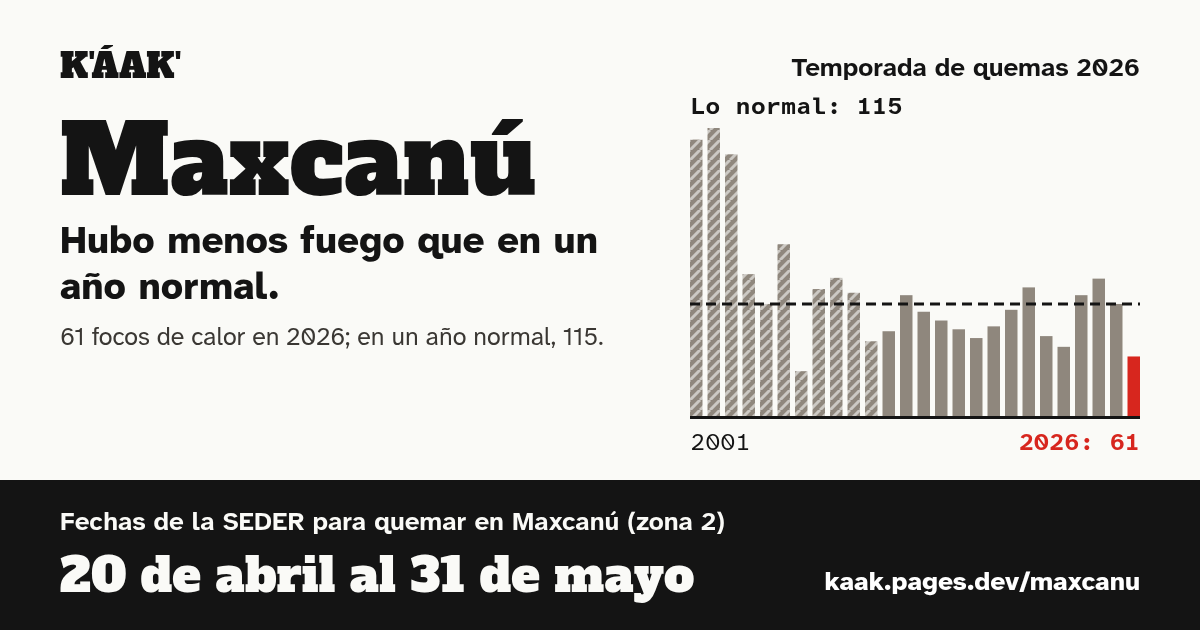 K'ÁAK'
Maxcanú
Hubo menos fuego que en un
año normal.
61 focos de calor en 2026; en un año normal, 115.
Temporada de quemas 2026
Lo normal: 115
2001
2026: 61
Fechas de la SEDER para quemar en Maxcanú (zona 2)
20 de abril al 31 de mayo
kaak.pages.dev/maxcanu